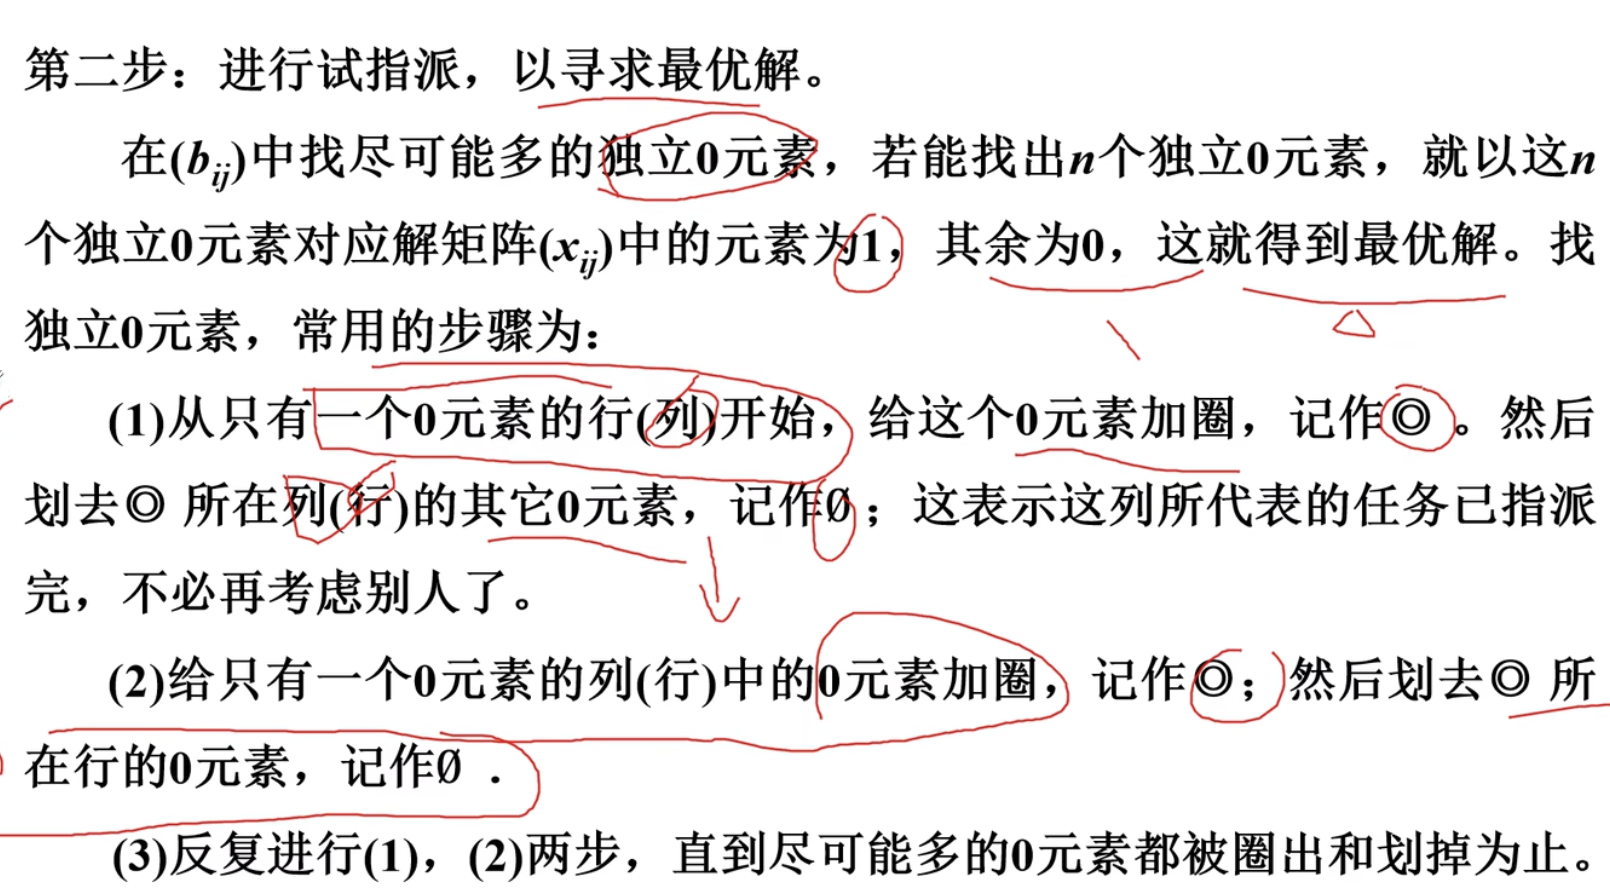 第二步：进行试指派，以寻求最优解。
在(bij)中找尽可能多的独立0元素，若能找出n个独立0元素，就以这n
个独立0元素对应解矩阵(xij)中的元素为1，其余为0，这就得到最优解。找
独立0元素，常用的步骤为：
(1)从只有一个0元素的行(列)开始，给这个0元素加圈，记作◎。然后
划去◎ 所在列(行)的其它0元素，记作∅；这表示这列所代表的任务已指派
完，不必再考虑别人了。
(2)给只有一个0元素的列(行)中的0元素加圈，记作◎；然后划去◎ 所
在行的0元素，记作∅ ．
(3)反复进行(1)，(2)两步，直到尽可能多的0元素都被圈出和划掉为止。